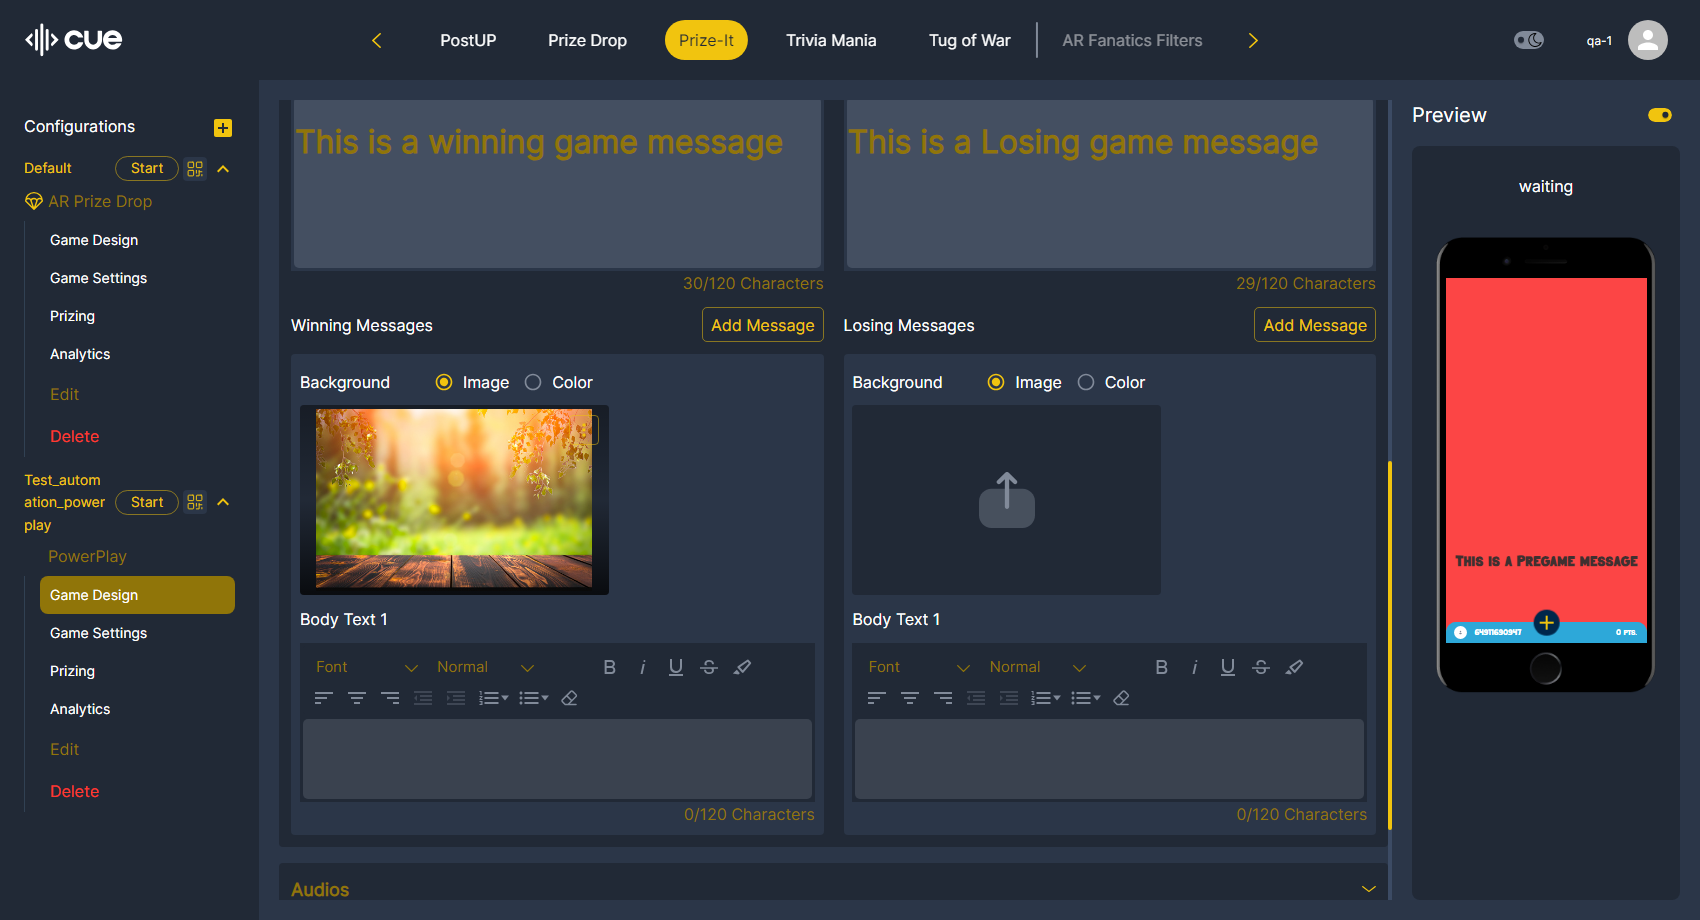 cue
PostUP
Prize Drop
Prize-It
Trivia Mania
Tug of War
AR Fanatics Filters
qa-1
Configurations
Default
Start
AR Prize Drop
Game Design
Game Settings
Prizing
Analytics
Edit
Delete
Test_autom
ation_power
play
Start
PowerPlay
Game Design
Game Settings
Prizing
Analytics
Edit
Delete
This is a winning game message
30/120 Characters
This is a Losing game message
29/120 Characters
Winning Messages
Add Message
Background
Image
Color
Body Text 1
Font
Normal
B
i
U
S
0/120 Characters
Losing Messages
Add Message
Background
Image
Color
Body Text 1
Font
Normal
B
i
U
S
0/120 Characters
Audios
Preview
waiting
This is a Pregame message
0 PTS.